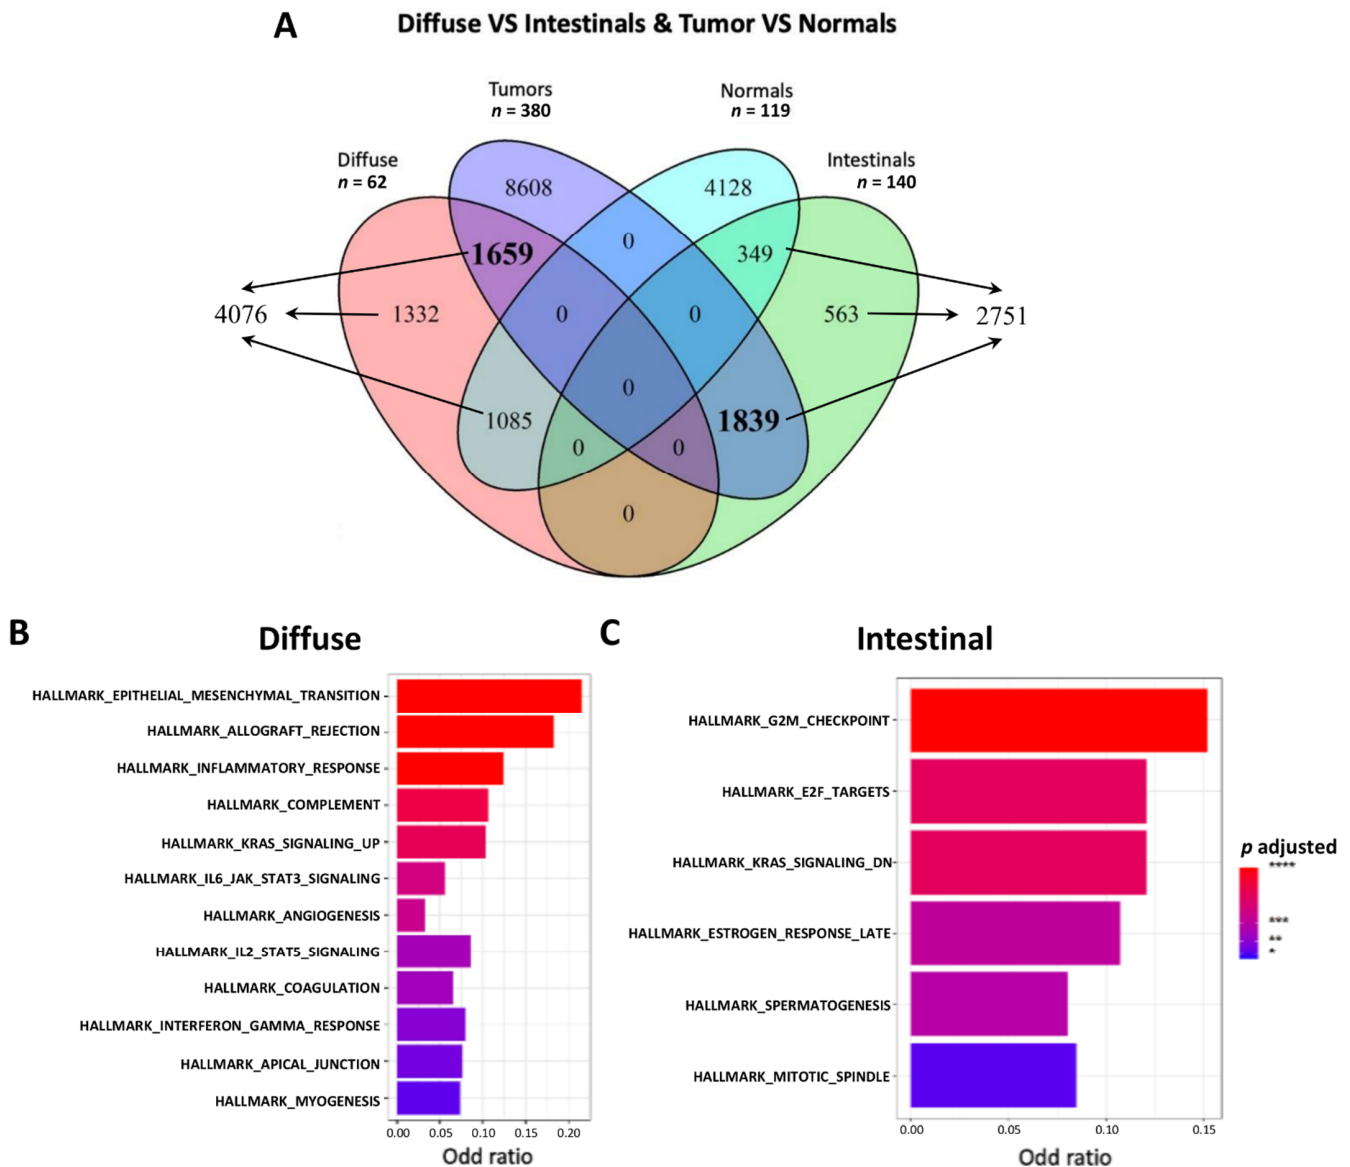 A
Diffuse VS Intestinals & Tumor VS Normals
Tumors
n = 380
Normals
n = 119
Diffuse
n = 62
Intestinals
n = 140
8608
4128
1659
0
349
4076
1332
0
0
563
2751
0
1085
1839
0
0
0
B
Diffuse
HALLMARK_EPITHELIAL_MESENCHYMAL_TRANSITION
HALLMARK_ALLOGRAFT_REJECTION
HALLMARK_INFLAMMATORY_RESPONSE
HALLMARK_COMPLEMENT
HALLMARK_KRAS_SIGNALING_UP
HALLMARK_IL6_JAK_STAT3_SIGNALING
HALLMARK_ANGIOGENESIS
HALLMARK_IL2_STAT5_SIGNALING
HALLMARK_COAGULATION
HALLMARK_INTERFERON_GAMMA_RESPONSE
HALLMARK_APICAL_JUNCTION
HALLMARK_MYOGENESIS
0.00 0.05 0.10 0.15 0.20
Odd ratio
C
Intestinal
HALLMARK_G2M_CHECKPOINT
HALLMARK_E2F_TARGETS
HALLMARK_KRAS_SIGNALING_DN
HALLMARK_ESTROGEN_RESPONSE_LATE
HALLMARK_SPERMATOGENESIS
HALLMARK_MITOTIC_SPINDLE
0.00 0.05 0.10 0.15
Odd ratio
p adjusted
****
***
**
*